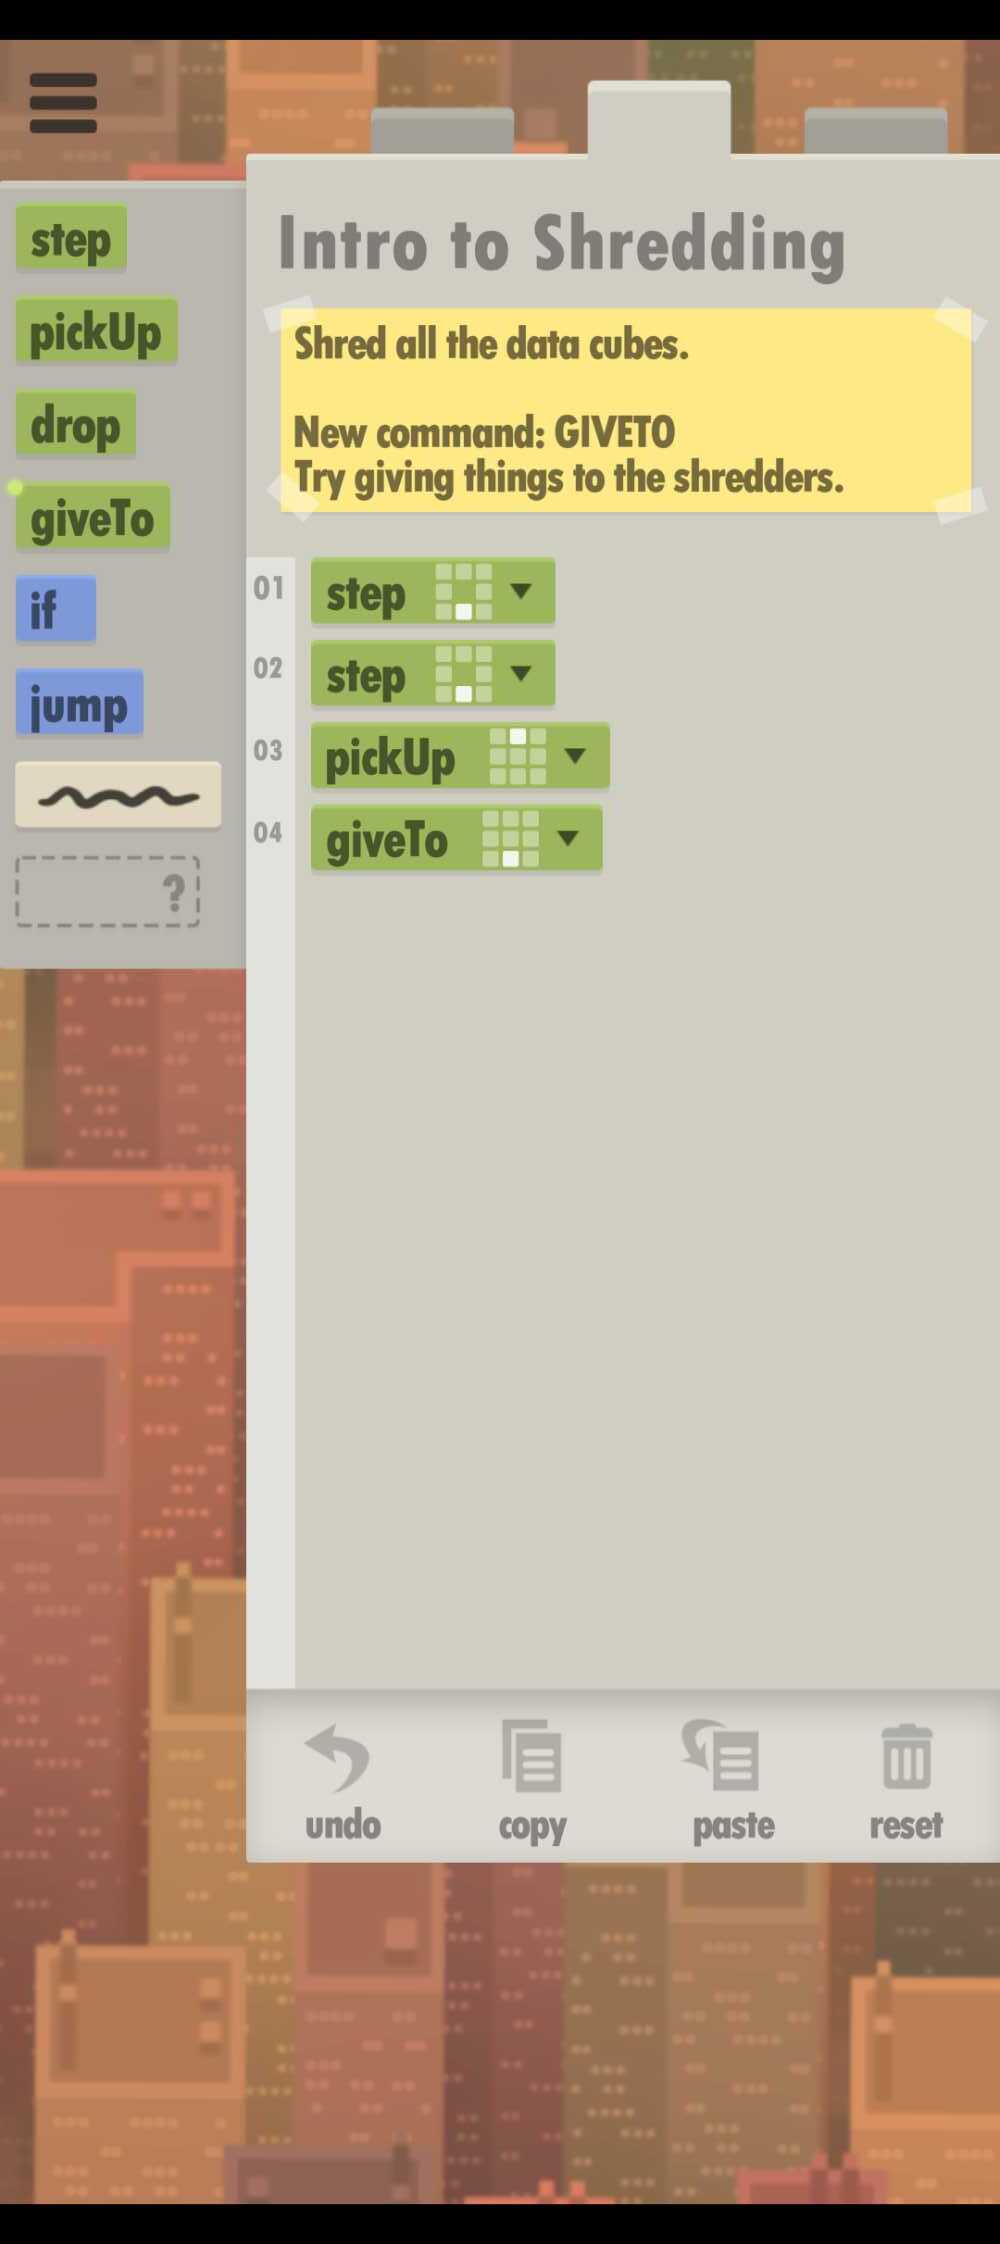 Intro to Shredding
Shred all the data cubes.
New command: GIVETO
Try giving things to the shredders.
step
pickUp
drop
giveTo
if
jump
?
01 step
02 step
03 pickUp
04 giveTo
undo copy paste reset